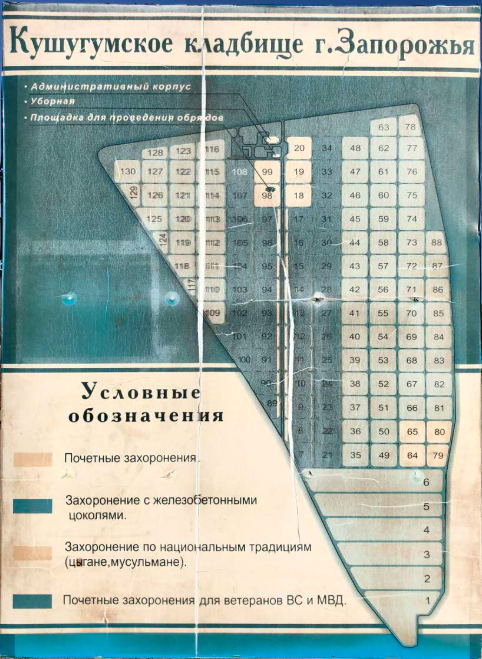 Кушугумское кладбище г.Запорожья
• Административный корпус
• Уборная
• Площадка для проведения обрядов
63 78
128 123 116 20 34 48 62 77
130 127 122 115 108 99 19 33 47 61 76
129 126 121 114 107 98 18 32 46 60 75
125 120 113 106 97 17 31 45 59 74
124 119 112 105 96 16 30 44 58 73 88
118 111 104 95 15 29 43 57 72 87
117 110 103 94 14 28 42 56 71 86
109 102 93 27 41 55 70 85
101 92 26 40 54 69 84
100 91 11 25 39 53 68 83
10 24 38 52 67 82
89 9 23 37 51 66 81
22 36 50 65 80
7 21 35 49 64 79
6
5
4
3
2
1
Условные
обозначения
Почетные захоронения.
Захоронение с железобетонными
цоколями.
Захоронение по национальным традициям
(цыгане,мусульмане).
Почетные захоронения для ветеранов ВС и МВД.